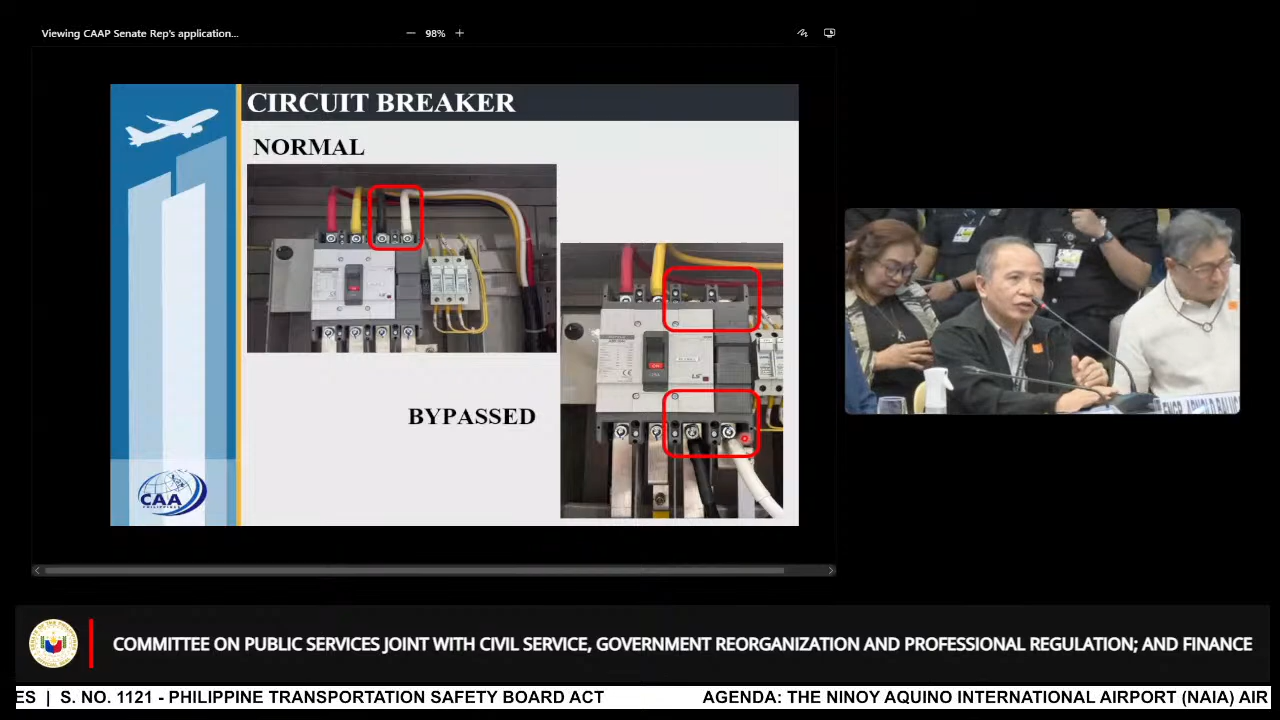 Viewing CAAP Senate Rep's application...
— 98% +
CIRCUIT BREAKER
NORMAL
BYPASSED
CAA
PHILIPPINES
COMMITTEE ON PUBLIC SERVICES JOINT WITH CIVIL SERVICE, GOVERNMENT REORGANIZATION AND PROFESSIONAL REGULATION; AND FINANCE
ES | S. NO. 1121 - PHILIPPINE TRANSPORTATION SAFETY BOARD ACT AGENDA: THE NINOY AQUINO INTERNATIONAL AIRPORT (NAIA) AIR